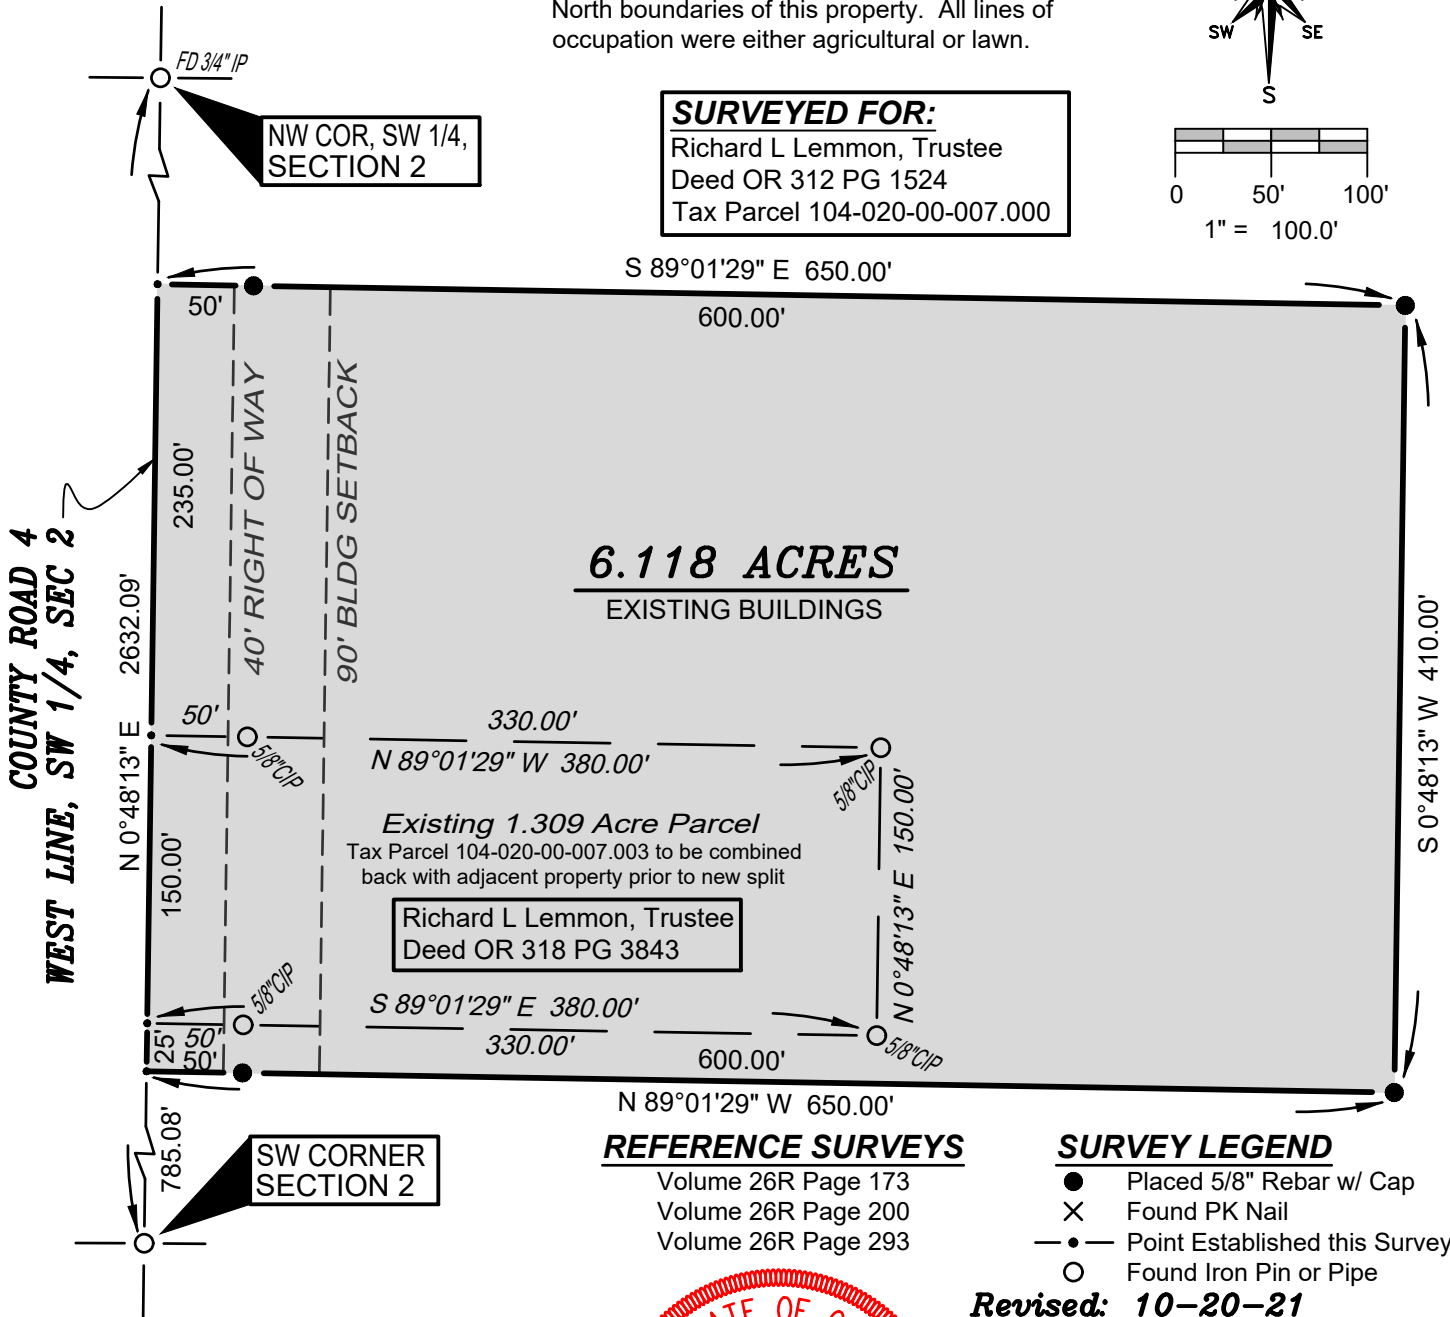 North boundaries of this property. All lines of
occupation were either agricultural or lawn.
SW
SE
S
FD 3/4" IP
NW COR, SW 1/4,
SECTION 2
SURVEYED FOR:
Richard L Lemmon, Trustee
Deed OR 312 PG 1524
Tax Parcel 104-020-00-007.000
0 50' 100'
1" = 100.0'
S 89°01'29" E 650.00'
50'
600.00'
235.00'
40' RIGHT OF WAY
90' BLDG SETBACK
COUNTY ROAD 4
WEST LINE, SW 1/4, SEC 2
N 0°48'13" E 2632.09'
6.118 ACRES
EXISTING BUILDINGS
S 0°48'13" W 410.00'
50'
330.00'
5/8"CIP
N 89°01'29" W 380.00'
5/8"CIP
N 0°48'13" E 150.00'
150.00'
Existing 1.309 Acre Parcel
Tax Parcel 104-020-00-007.003 to be combined
back with adjacent property prior to new split
Richard L Lemmon, Trustee
Deed OR 318 PG 3843
5/8"CIP
S 89°01'29" E 380.00'
50'
330.00'
5/8"CIP
25'
50'
600.00'
N 89°01'29" W 650.00'
785.08'
SW CORNER
SECTION 2
REFERENCE SURVEYS
Volume 26R Page 173
Volume 26R Page 200
Volume 26R Page 293
SURVEY LEGEND
Placed 5/8" Rebar w/ Cap
Found PK Nail
Point Established this Survey
Found Iron Pin or Pipe
Revised: 10-20-21
OF